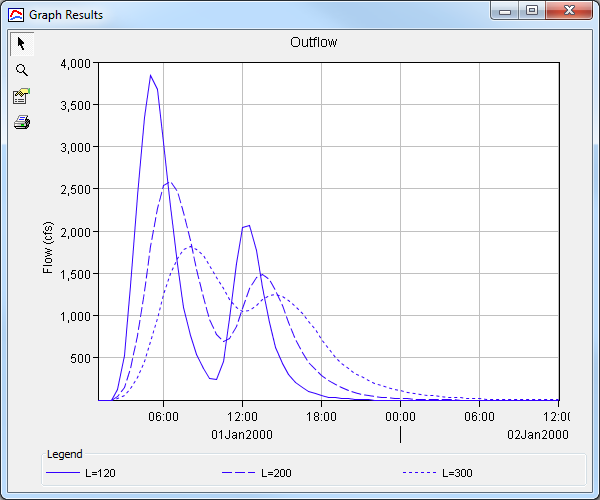 Graph Results
Outflow
Flow (cfs)
4,000
3,500
3,000
2,500
2,000
1,500
1,000
500
06:00 12:00 18:00 00:00 06:00 12:00
01Jan2000 02Jan2000
Legend
L=120 L=200 L=300